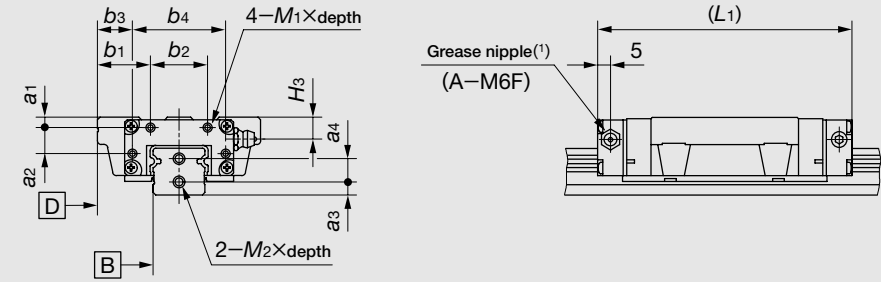 b3 b4 4–M1×depth
b1 b2
a1
a2
H3
a4
a3
D
B
2–M2×depth
(L1)
Grease nipple(1)
5
(A–M6F)